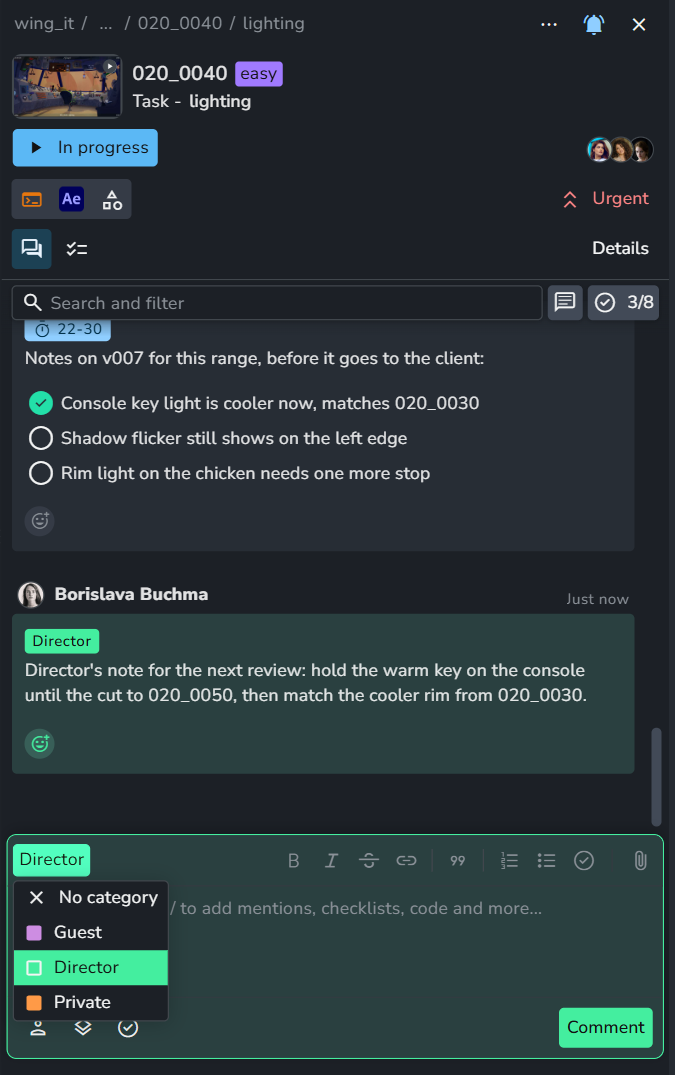 wing_it / ... / 020_0040 / lighting
020_0040 easy
Task - lighting
In progress
Ae
Urgent
Details
Search and filter
3/8
22-30
Notes on v007 for this range, before it goes to the client:
Console key light is cooler now, matches 020_0030
Shadow flicker still shows on the left edge
Rim light on the chicken needs one more stop
Borislava Buchma
Just now
Director
Director's note for the next review: hold the warm key on the console
until the cut to 020_0050, then match the cooler rim from 020_0030.
Director
No category
/ to add mentions, checklists, code and more...
Guest
Director
Private
Comment